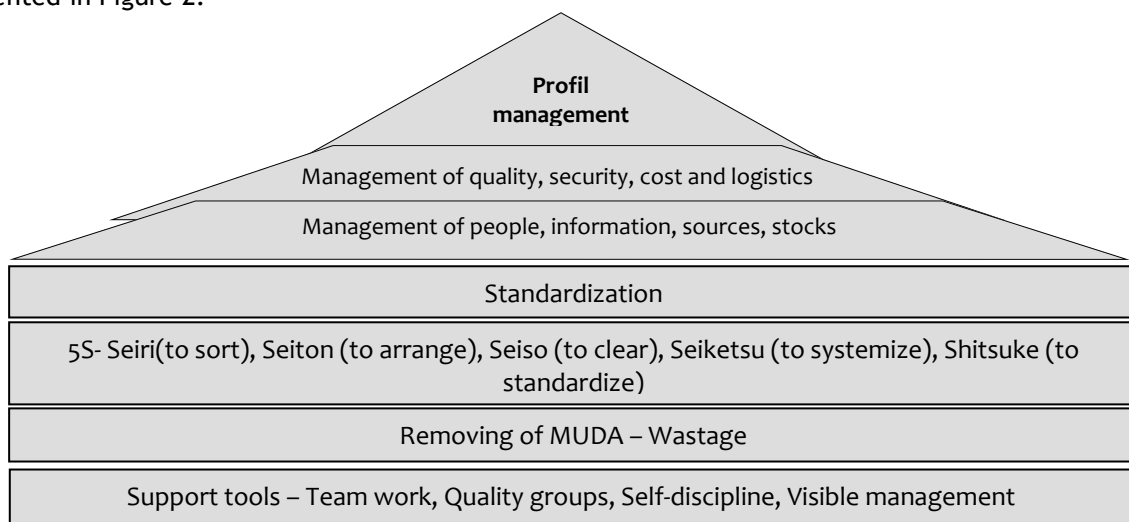 ented in Figure 2.
Profil
management
Management of quality, security, cost and logistics
Management of people, information, sources, stocks
Standardization
5S- Seiri(to sort), Seiton (to arrange), Seiso (to clear), Seiketsu (to systemize), Shitsuke (to
standardize)
Removing of MUDA – Wastage
Support tools – Team work, Quality groups, Self-discipline, Visible management